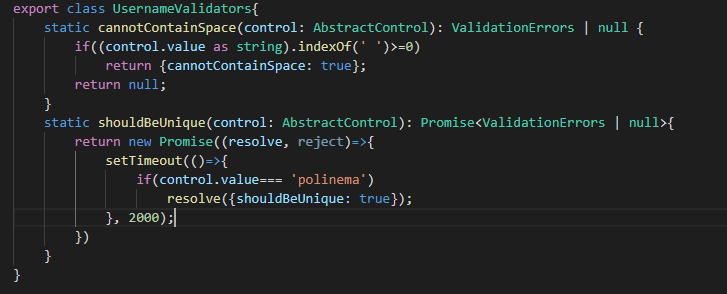 export class UsernameValidators{
    static cannotContainSpace(control: AbstractControl): ValidationErrors | null {
        if((control.value as string).indexOf(' ')>=0)
            return {cannotContainSpace: true};
        return null;
    }
    static shouldBeUnique(control: AbstractControl): Promise<ValidationErrors | null>{
        return new Promise((resolve, reject)=>{
            setTimeout(()=>{
                if(control.value=== 'polinema')
                    resolve({shouldBeUnique: true});
            }, 2000);
        })
    }
}